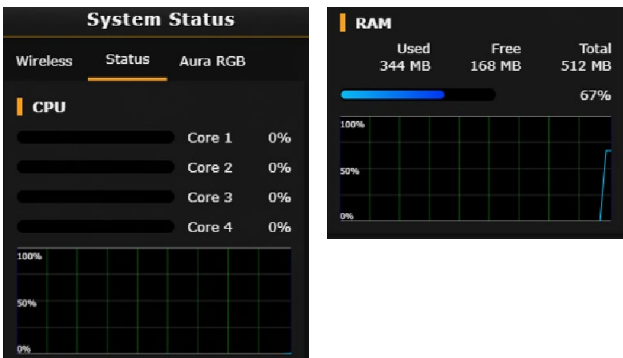 System Status
Wireless Status Aura RGB
CPU
Core 1 0%
Core 2 0%
Core 3 0%
Core 4 0%
100%
50%
0%
RAM
Used Free Total
344 MB 168 MB 512 MB
67%
100%
50%
0%